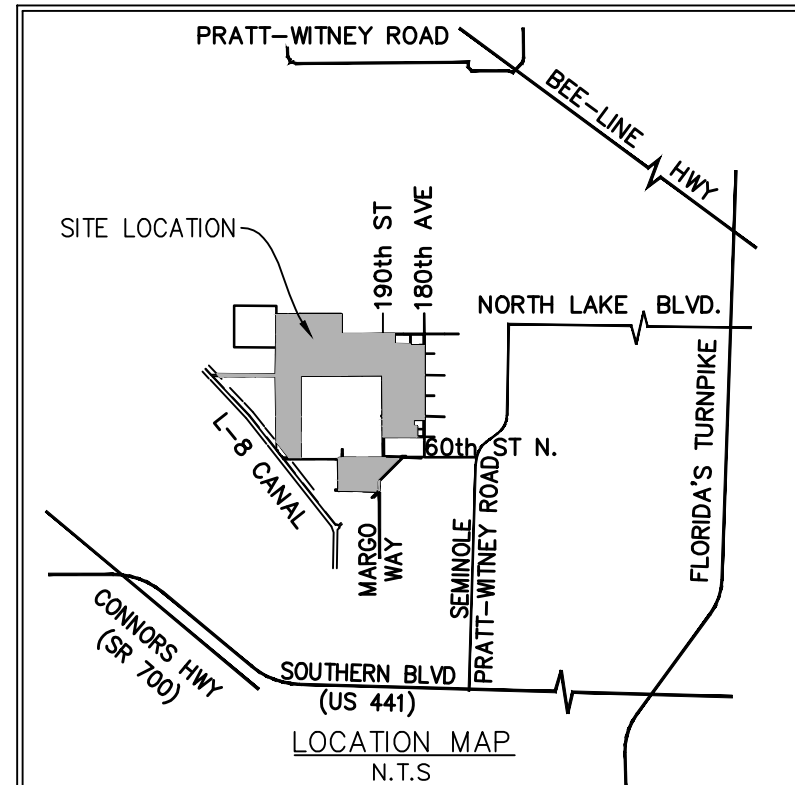 PRATT-WITNEY ROAD
BEE-LINE
HWY
SITE LOCATION
190th ST
180th AVE
NORTH LAKE BLVD.
FLORIDA'S TURNPIKE
L-8 CANAL
60th ST N.
MARGO
WAY
SEMINOLE
PRATT-WITNEY ROAD
CONNORS HWY
(SR 700)
SOUTHERN BLVD
(US 441)
LOCATION MAP
N.T.S